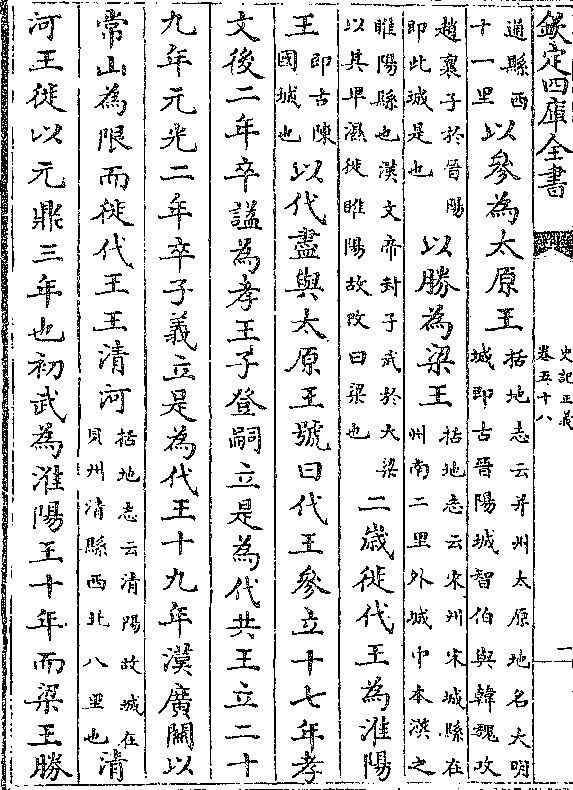 欽定四庫全書
史記正義
卷五十八
二
通縣西
十一里
以參為太原王
括地志云并州太原地名大明
城即古晉陽城智伯與韓魏攻
趙襄子於晉陽
即此城是也
以勝為梁王
括地志云宋州宋城縣在
州南二里外城中本漢之
睢陽縣也漢文帝封子武於大梁
以其卑濕徙睢陽故改曰梁也
二歲徙代王為淮陽
王
即古陳
國城也
以代盡與太原王號曰代王參立十七年孝
文後二年卒謚為孝王子登嗣立是為代共王立二十
九年元光二年卒子義立是為代王十九年漢廣關以
常山為限而徙代王王清河
括地志云清陽故城在
貝州清縣西北八里也
清
河王徙以元鼎三年也初武為淮陽王十年而梁王勝